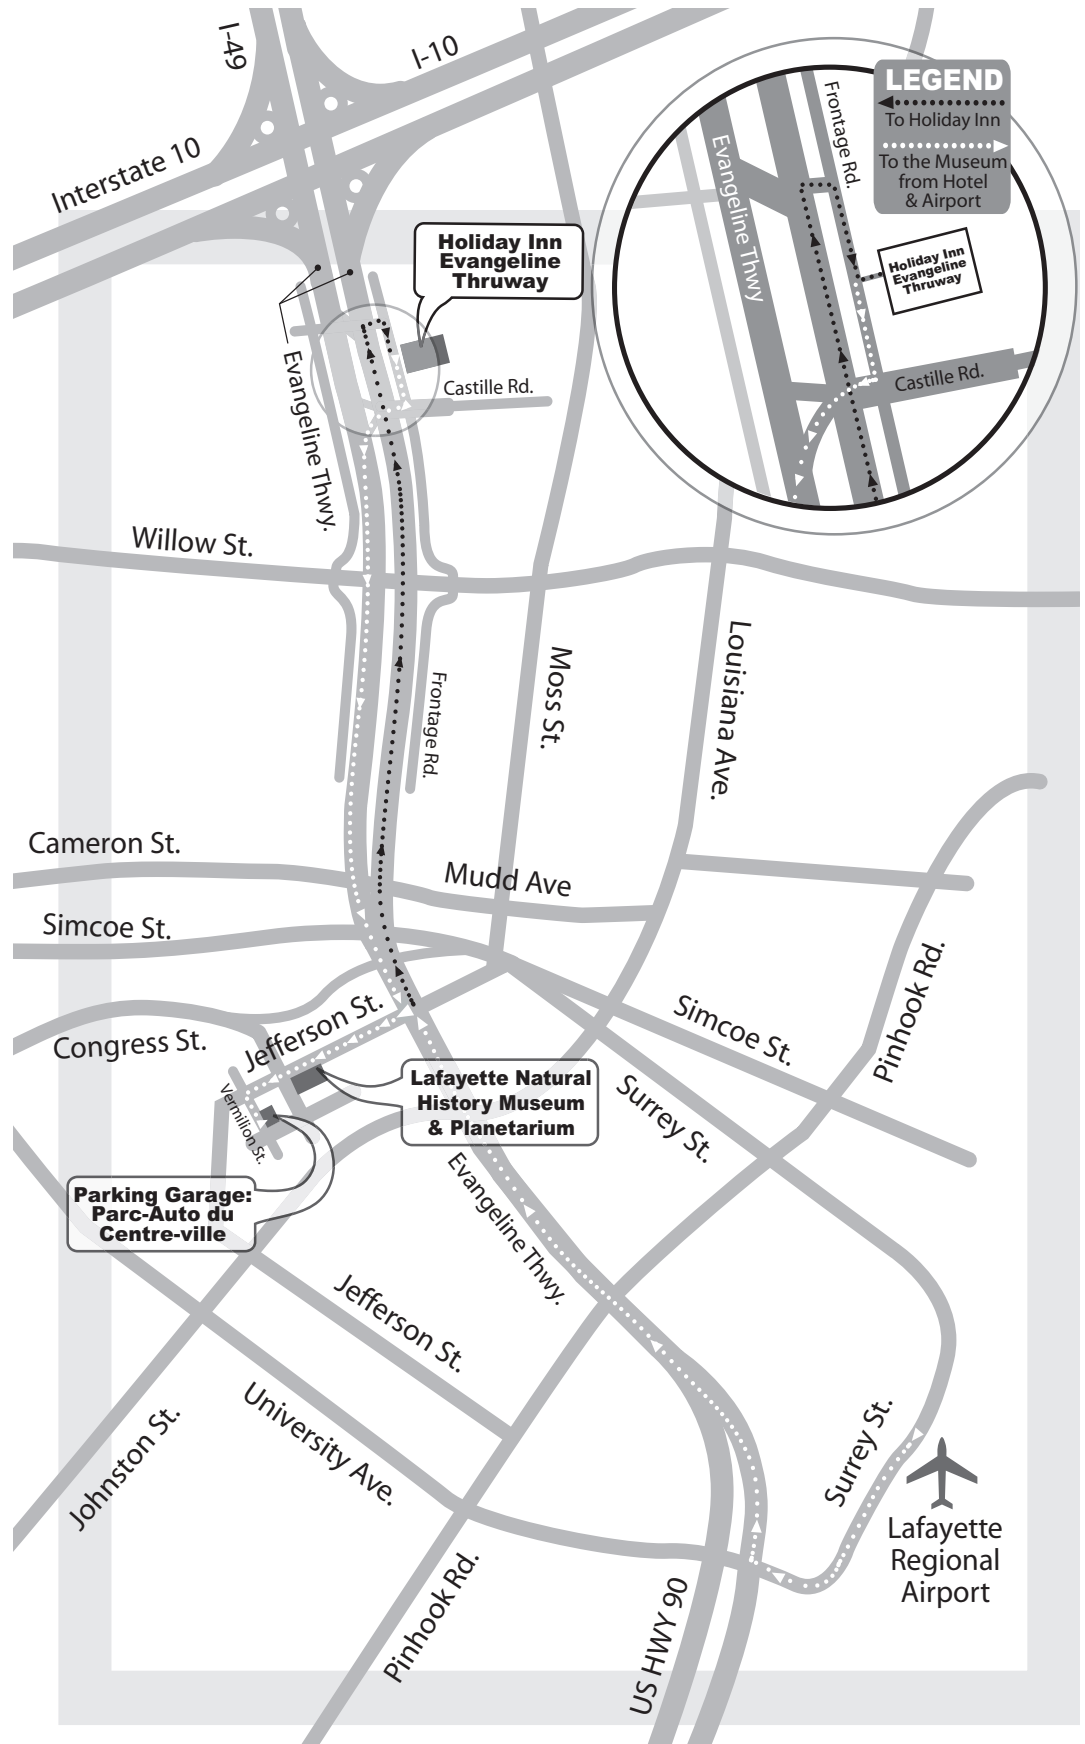 I-49
I-10
Interstate 10
LEGEND
To Holiday Inn
To the Museum
from Hotel
& Airport
Frontage Rd.
Evangeline Thwy
Holiday Inn
Evangeline
Thruway
Castille Rd.
Holiday Inn
Evangeline
Thruway
Castille Rd.
Evangeline Thwy.
Willow St.
Moss St.
Louisiana Ave.
Frontage Rd.
Cameron St.
Mudd Ave
Simcoe St.
Pinhook Rd.
Simcoe St.
Jefferson St.
Congress St.
Surrey St.
Lafayette Natural
History Museum
& Planetarium
Vermilion St.
Evangeline Thwy.
Parking Garage:
Parc-Auto du
Centre-ville
Jefferson St.
University Ave.
Johnston St.
Surrey St.
Lafayette
Regional
Airport
Pinhook Rd.
US HWY 90